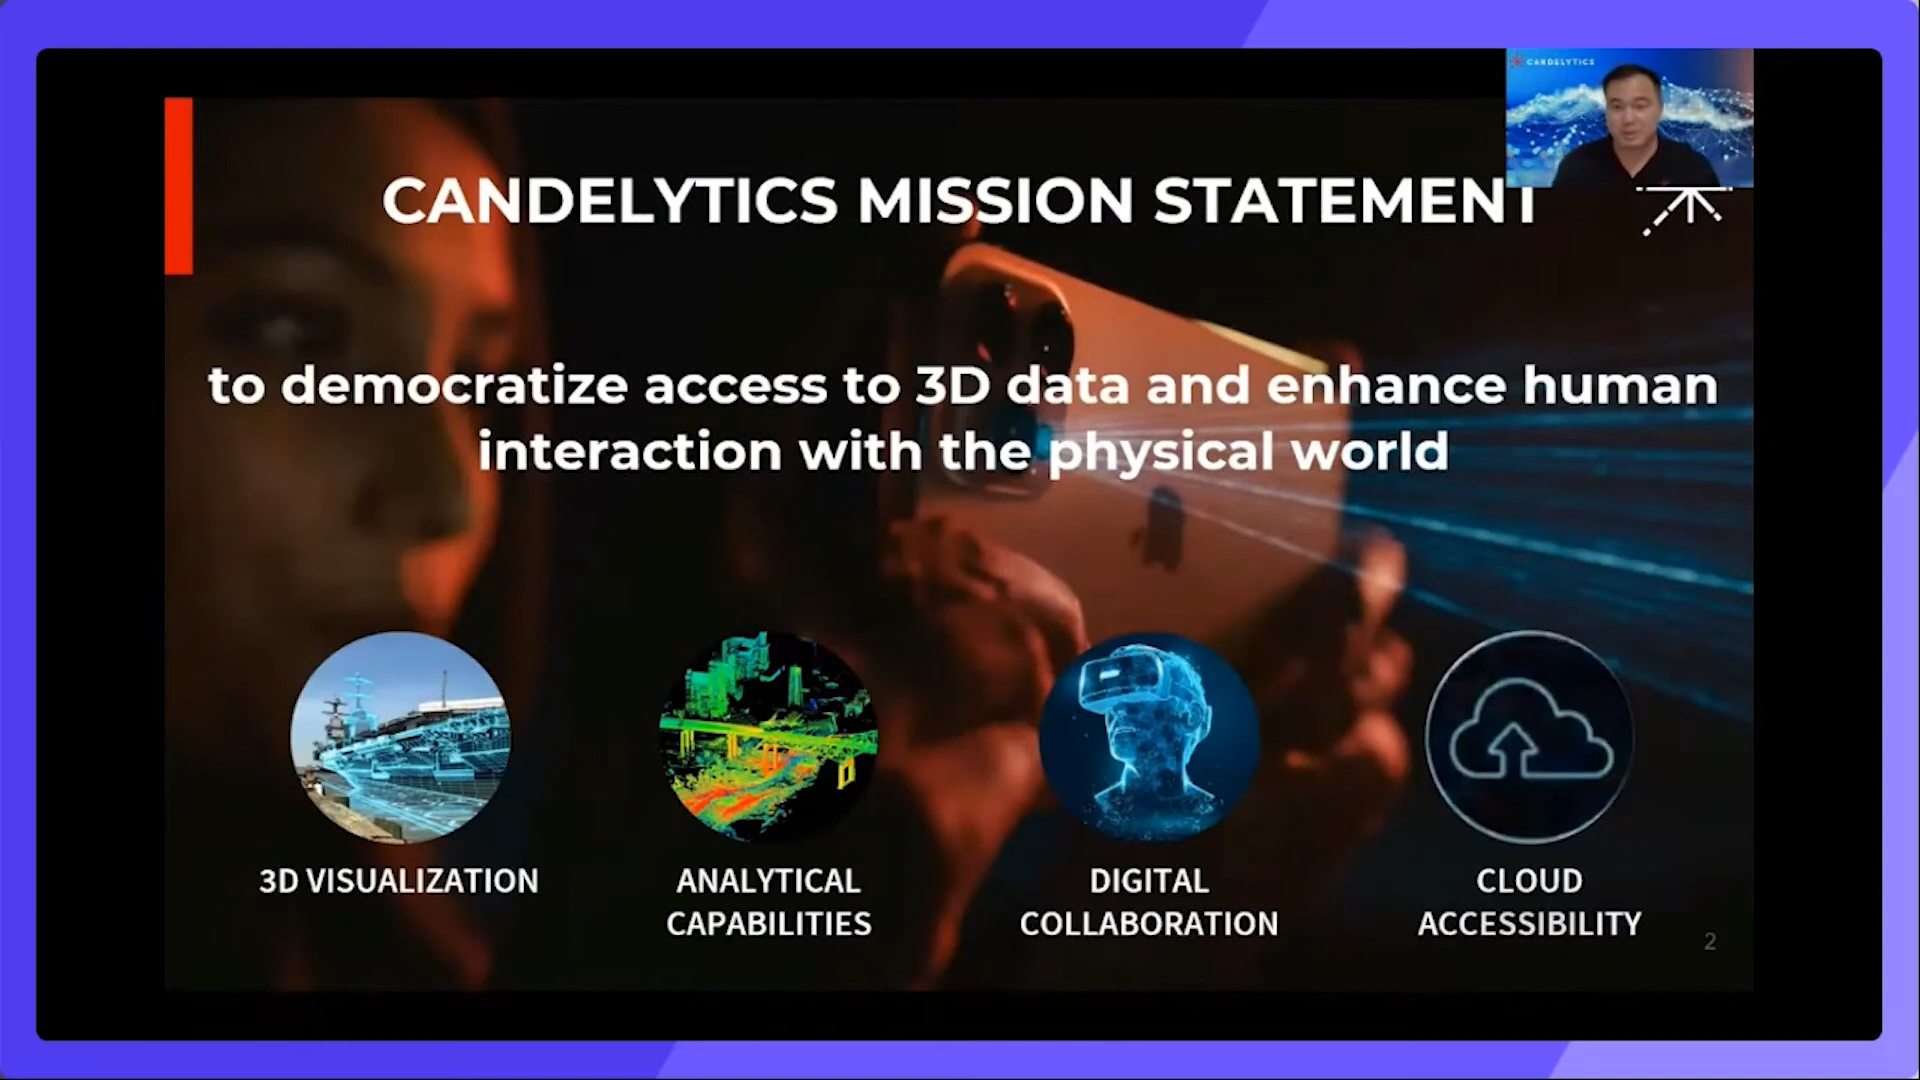 CANDELYTICS
CANDELYTICS MISSION STATEMENT
to democratize access to 3D data and enhance human
interaction with the physical world
3D VISUALIZATION
ANALYTICAL
CAPABILITIES
DIGITAL
COLLABORATION
CLOUD
ACCESSIBILITY
2